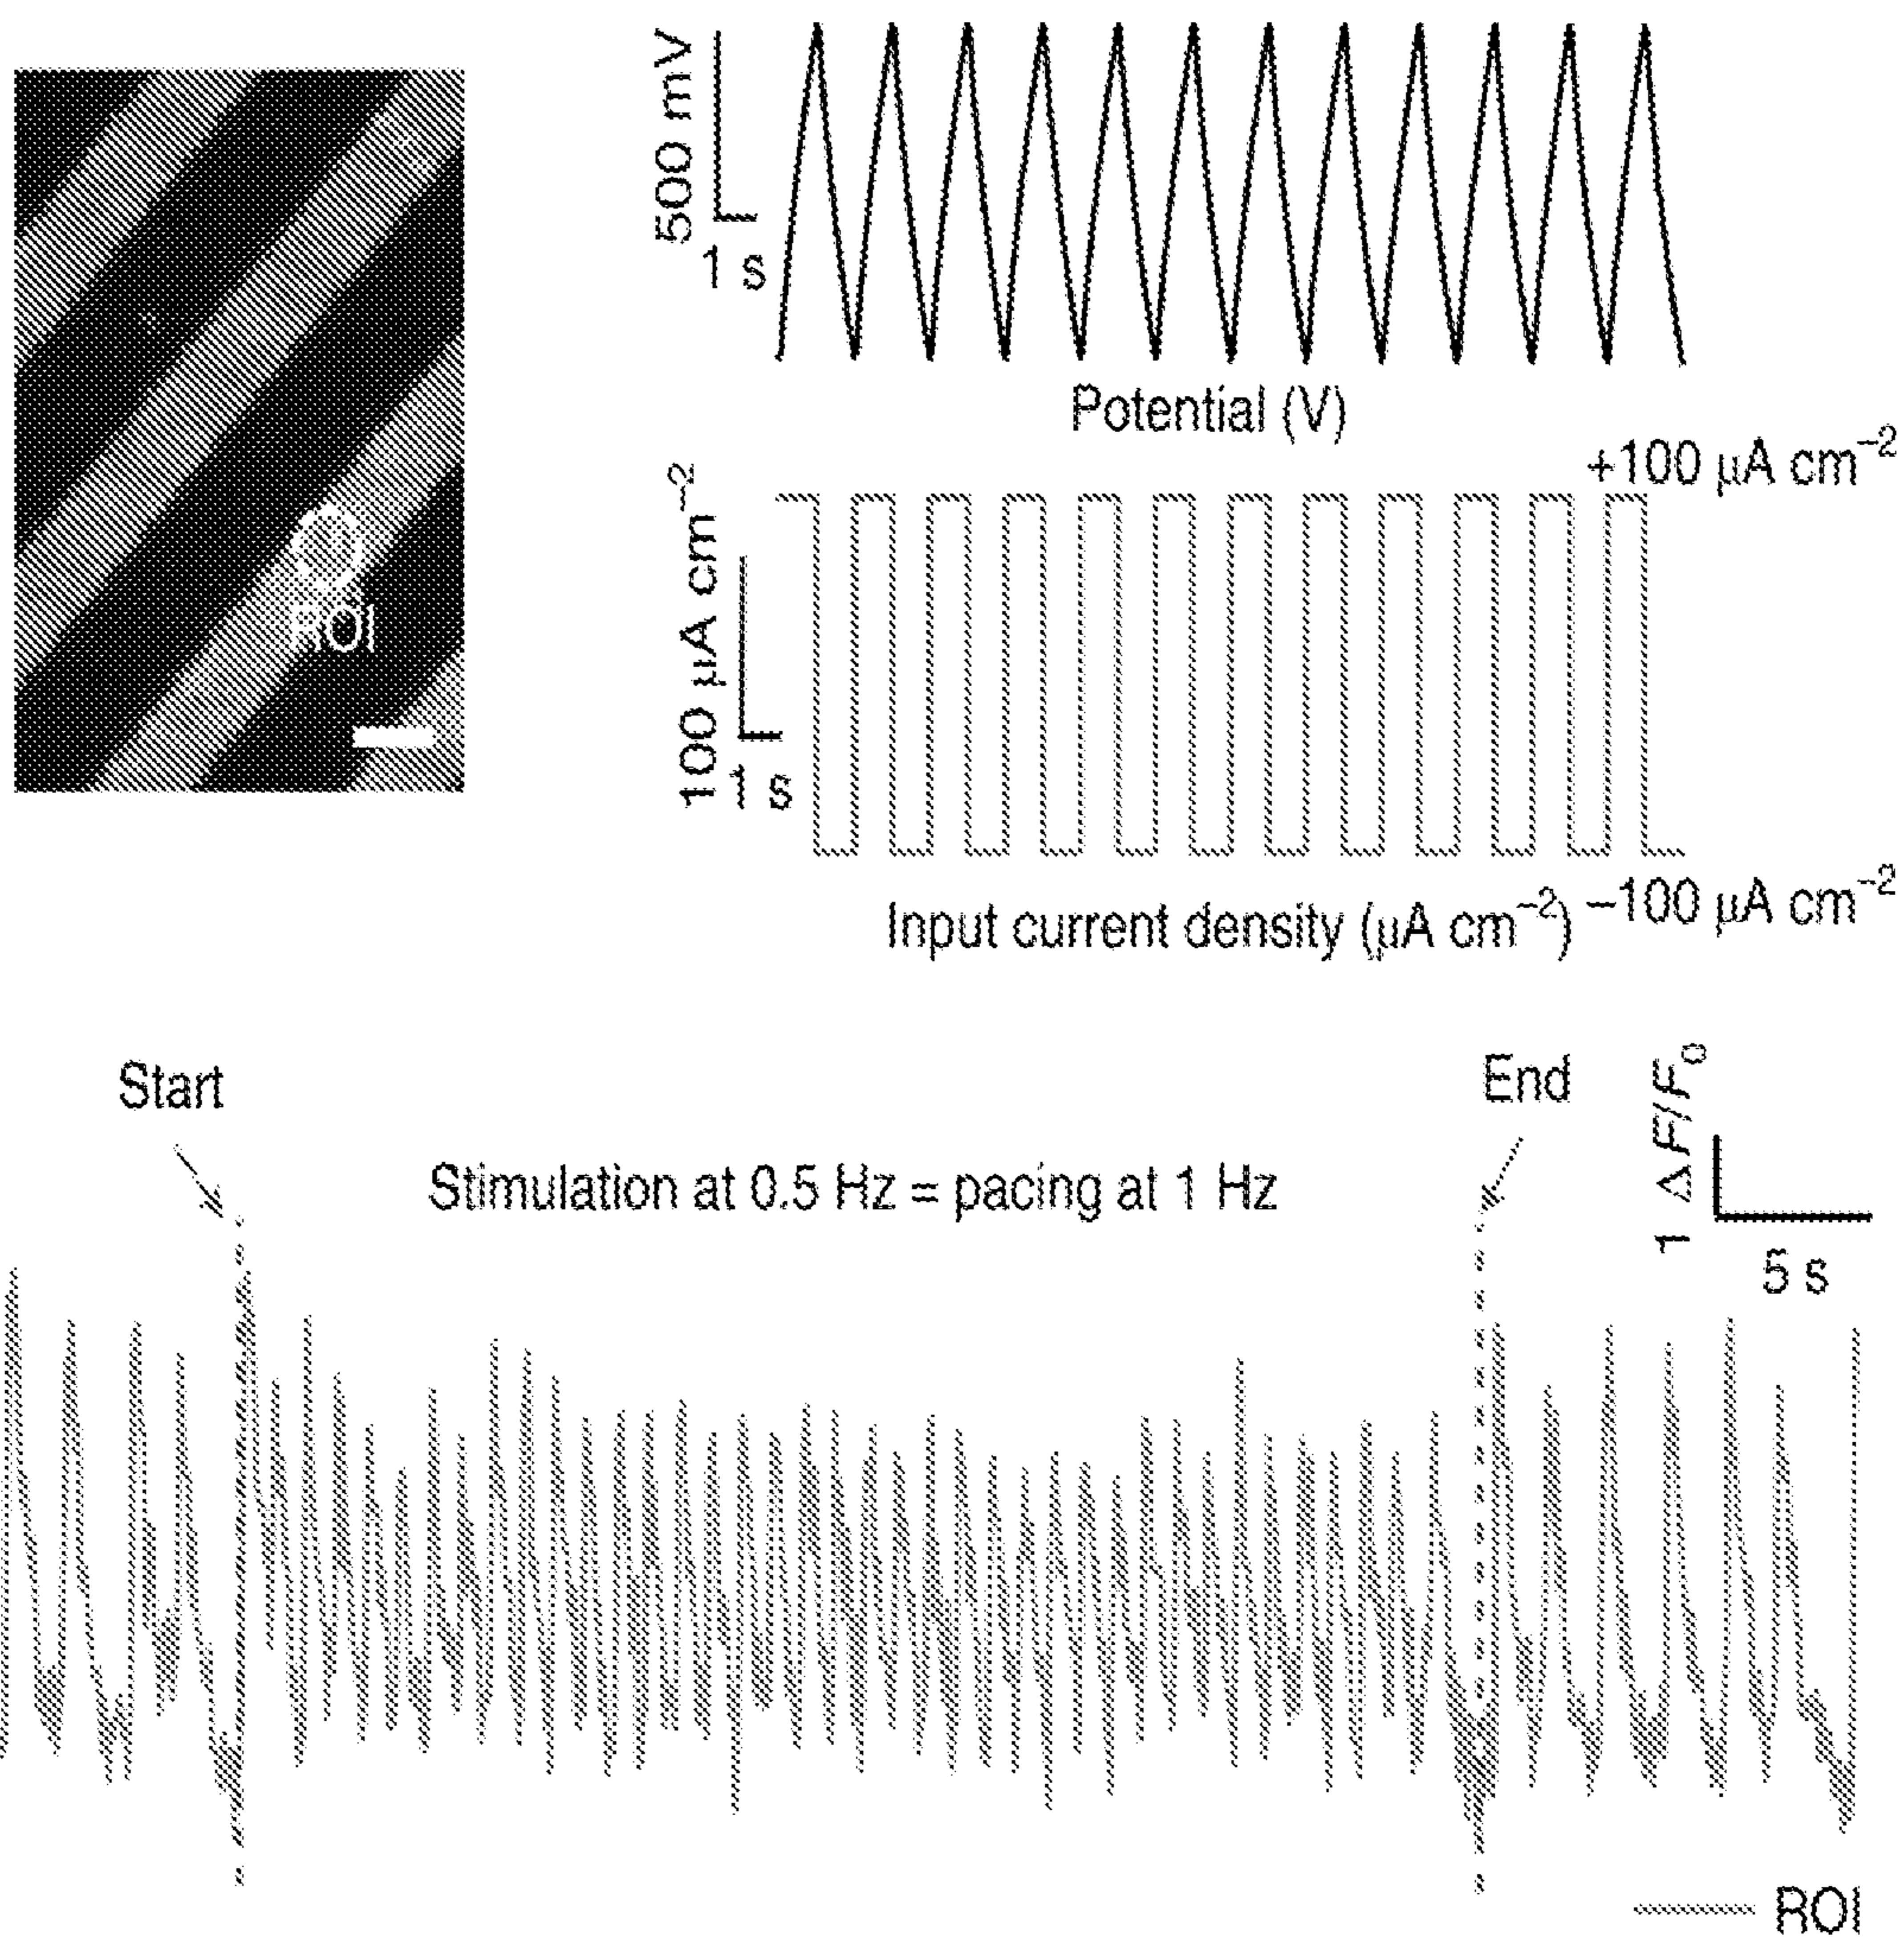 500 mV
1 s
Potential (V)
+100 μA cm⁻²
100 μA cm⁻²
1 s
Input current density (μA cm⁻²)
−100 μA cm⁻²
ROI
Start
End
Stimulation at 0.5 Hz = pacing at 1 Hz
1 ΔF/F₀
5 s
ROI